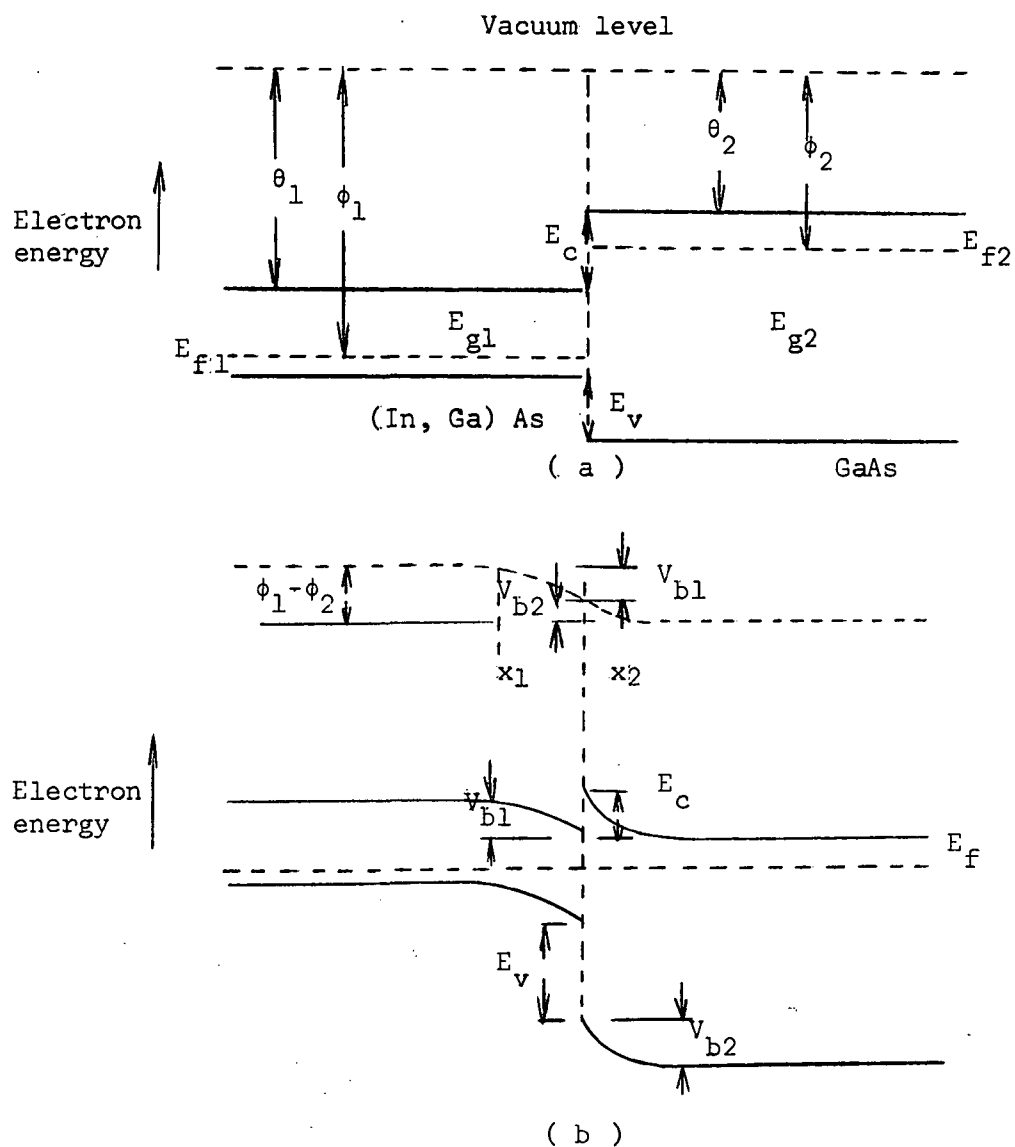 Vacuum level
θ1
ϕ1
θ2
ϕ2
Electron
energy
Ec
Ef2
Eg1
Eg2
Ef1
Ev
(In, Ga) As
( a )
GaAs
ϕ1-ϕ2
Vb2
Vb1
x1
x2
Electron
energy
Vb1
Ec
Ef
Ev
Vb2
( b )